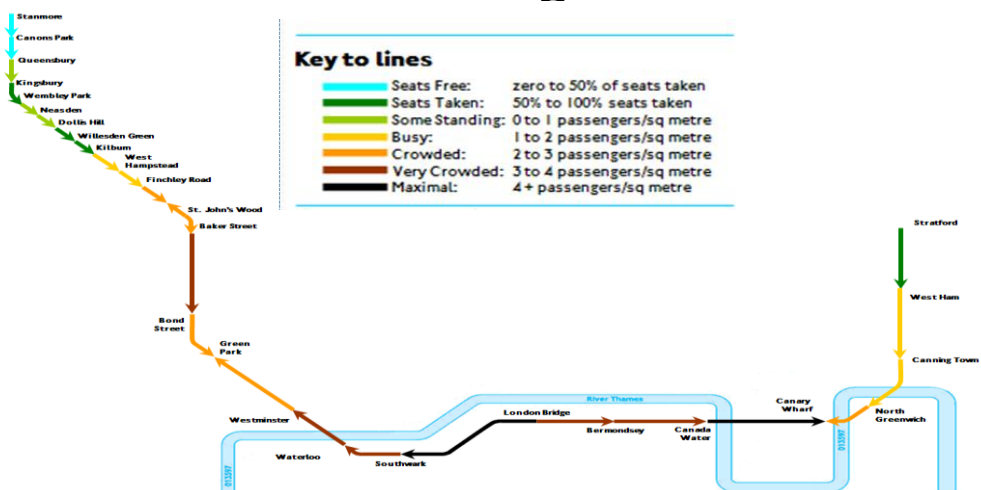 Stanmore
Canons Park
Queensbury
Kingsbury
Wembley Park
Neasden
Dollis Hill
Willesden Green
Kilburn
West
Hampstead
Finchley Road
St. John's Wood
Baker Street
Bond
Street
Green
Park
Westminster
Waterloo
Southwark
London Bridge
Bermondsey
Canada
Water
Canary
Wharf
North
Greenwich
Canning Town
West Ham
Stratford
River Thames
013597
013597
Key to lines
Seats Free: zero to 50% of seats taken
Seats Taken: 50% to 100% seats taken
Some Standing: 0 to 1 passengers/sq metre
Busy: 1 to 2 passengers/sq metre
Crowded: 2 to 3 passengers/sq metre
Very Crowded: 3 to 4 passengers/sq metre
Maximal: 4+ passengers/sq metre